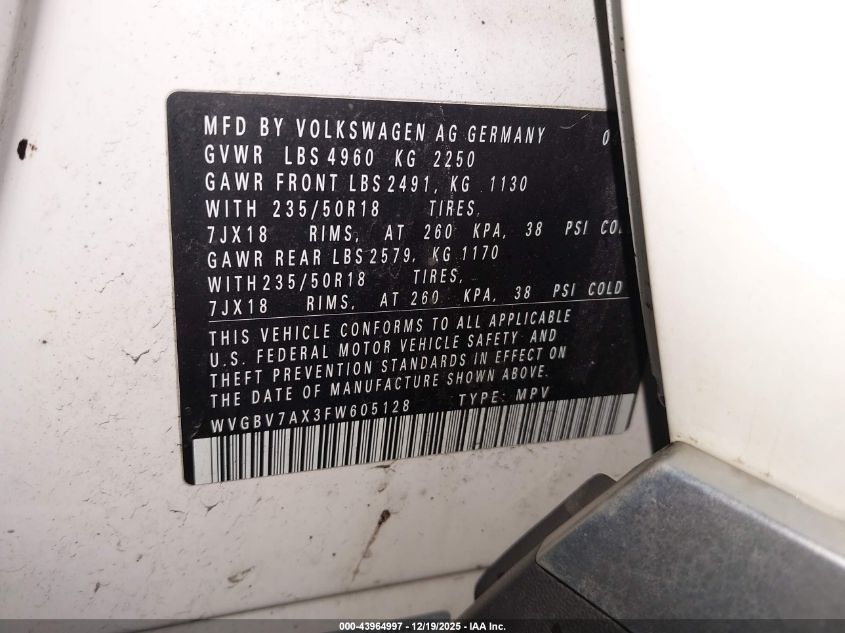 MFD BY VOLKSWAGEN AG GERMANY 0
GVWR LBS 4960 KG 2250
GAWR FRONT LBS 2491, KG 1130
WITH 235/50R18 TIRES,
7JX18 RIMS, AT 260 KPA, 38 PSI CO
GAWR REAR LBS 2579, KG 1170
WITH 235/50R18 TIRES,
7JX18 RIMS, AT 260 KPA, 38 PSI COLD
THIS VEHICLE CONFORMS TO ALL APPLICABLE
U.S. FEDERAL MOTOR VEHICLE SAFETY AND
THEFT PREVENTION STANDARDS IN EFFECT ON
THE DATE OF MANUFACTURE SHOWN ABOVE.
WVGBV7AX3FW605128 TYPE: MPV
000-43964997 - 12/19/2025 - IAA Inc.